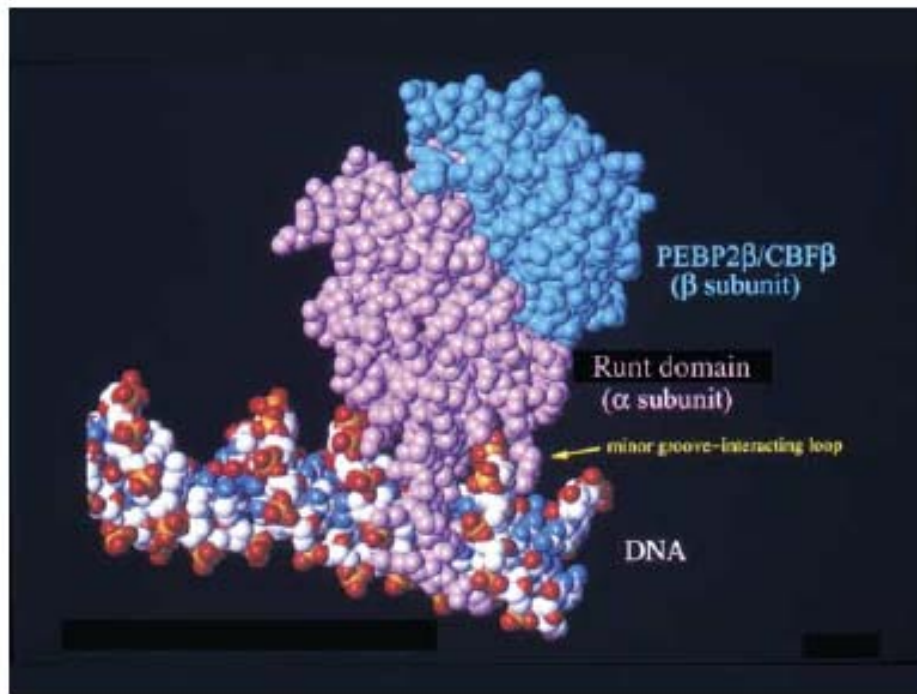 PEBP2β/CBFβ
(β subunit)
Runt domain
(α subunit)
minor groove-interacting loop
DNA